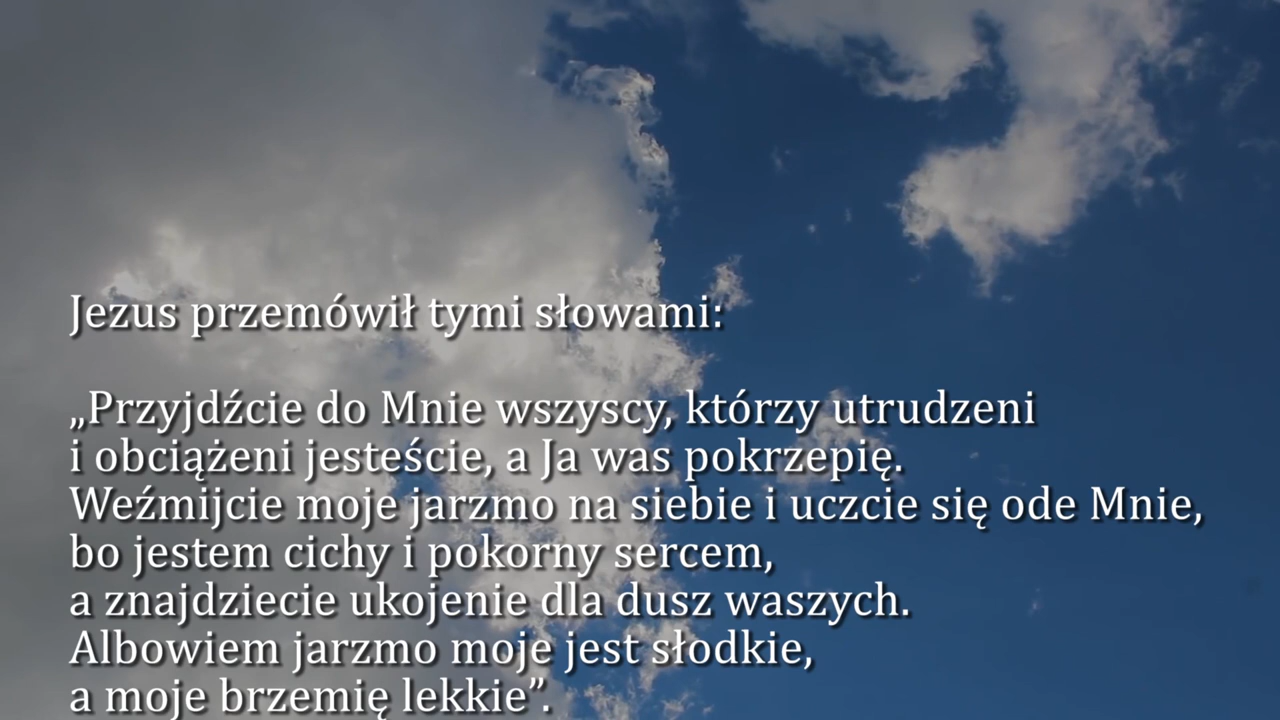 Jezus przemówił tymi słowami:
„Przyjdźcie do Mnie wszyscy, którzy utrudzeni
i obciążeni jesteście, a Ja was pokrzepię.
Weźmijcie moje jarzmo na siebie i uczcie się ode Mnie,
bo jestem cichy i pokorny sercem,
a znajdziecie ukojenie dla dusz waszych.
Albowiem jarzmo moje jest słodkie,
a moje brzemię lekkie”.